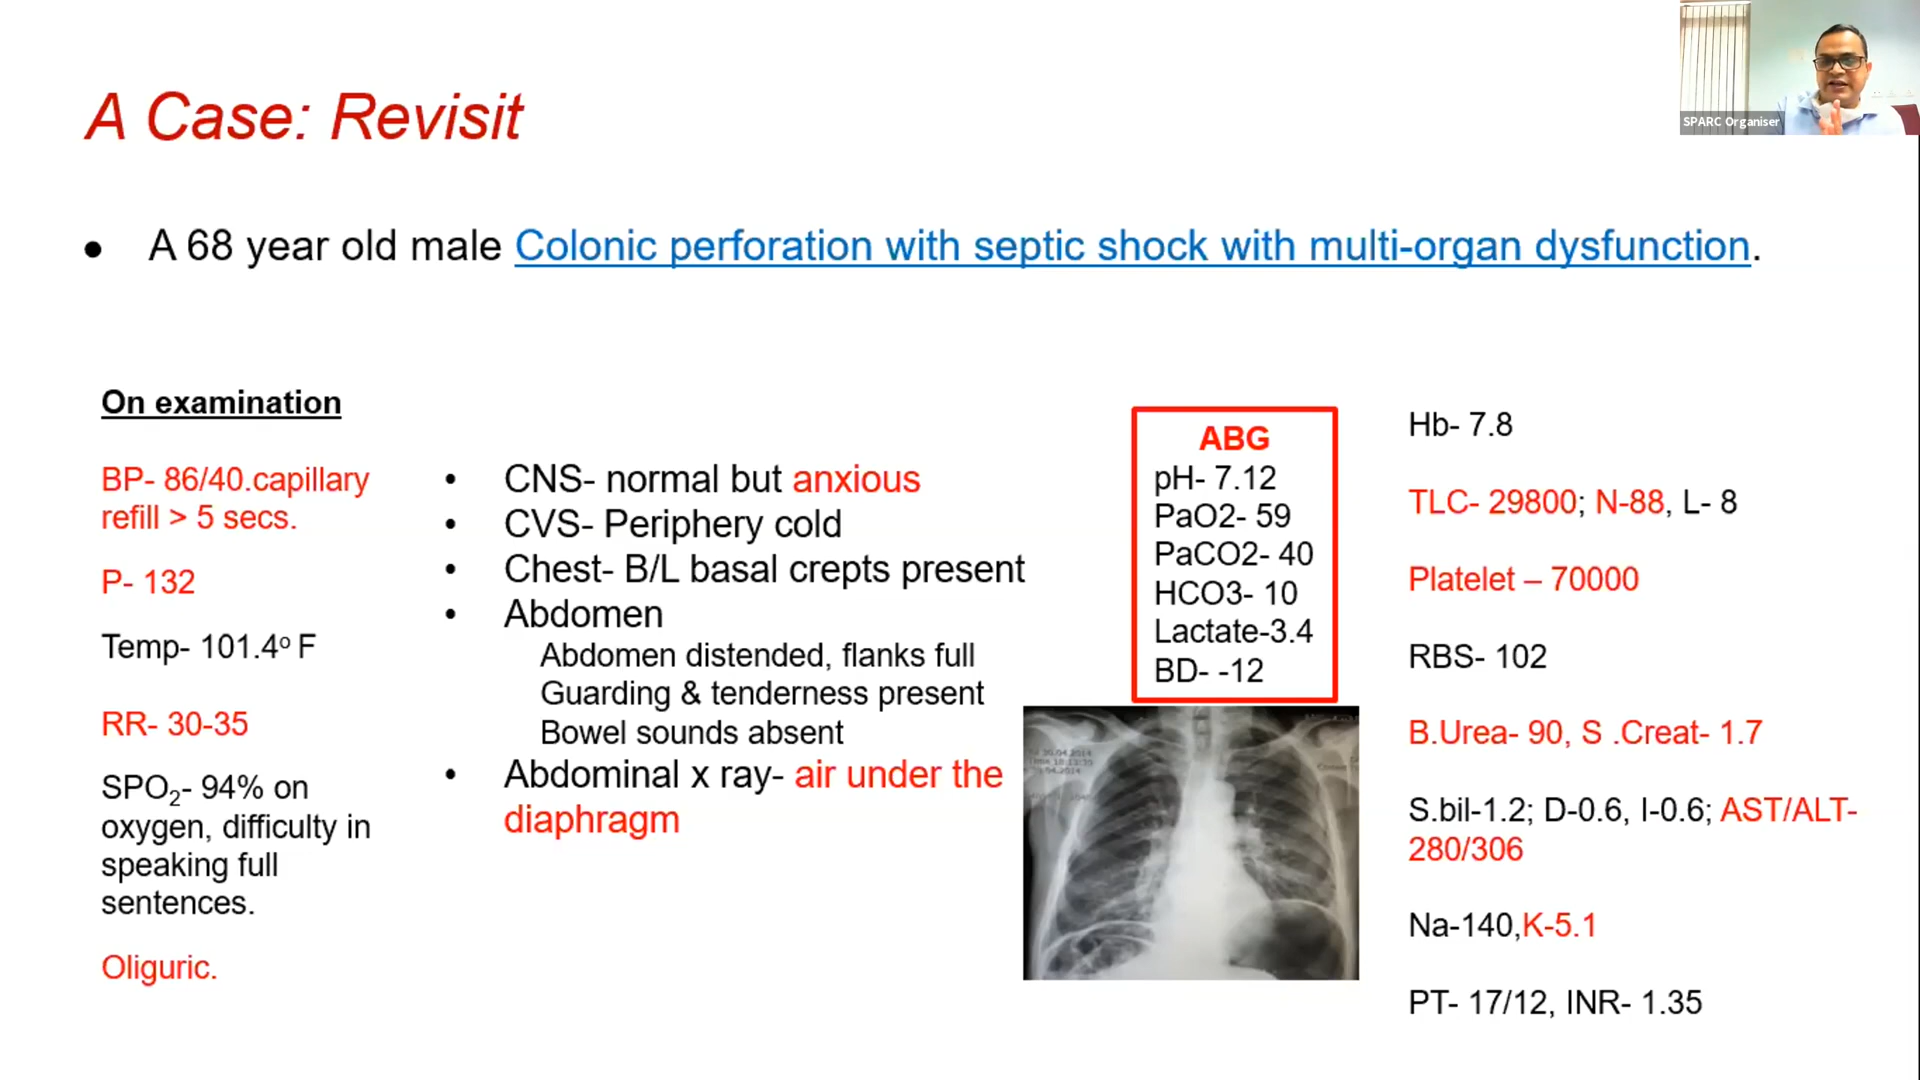 A Case: Revisit
SPARC Organiser
● A 68 year old male Colonic perforation with septic shock with multi-organ dysfunction.
On examination
BP- 86/40.capillary
refill > 5 secs.
P- 132
Temp- 101.4º F
RR- 30-35
SPO₂- 94% on
oxygen, difficulty in
speaking full
sentences.
Oliguric.
• CNS- normal but anxious
• CVS- Periphery cold
• Chest- B/L basal crepts present
• Abdomen
Abdomen distended, flanks full
Guarding & tenderness present
Bowel sounds absent
• Abdominal x ray- air under the
diaphragm
ABG
pH- 7.12
PaO2- 59
PaCO2- 40
HCO3- 10
Lactate-3.4
BD- -12
Hb- 7.8
TLC- 29800; N-88, L- 8
Platelet – 70000
RBS- 102
B.Urea- 90, S .Creat- 1.7
S.bil-1.2; D-0.6, I-0.6; AST/ALT-
280/306
Na-140,K-5.1
PT- 17/12, INR- 1.35